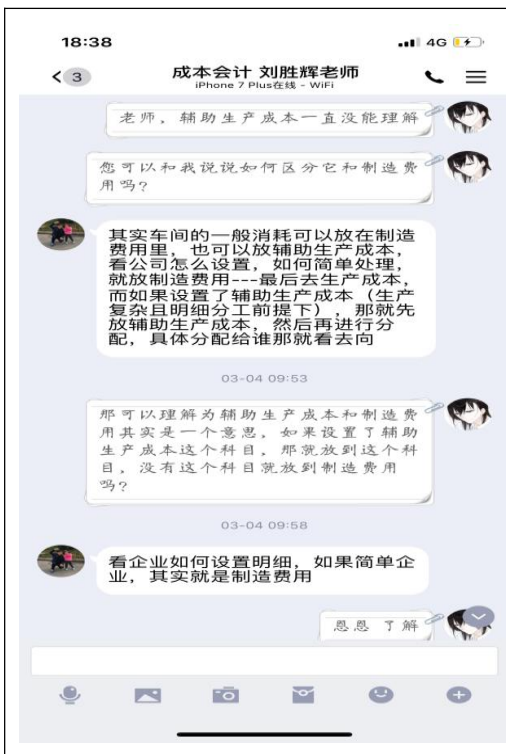 18:38
4G
3
成本会计 刘胜辉老师
iPhone 7 Plus在线 - WiFi
老师，辅助生产成本一直没能理解
您可以和我说说如何区分它和制造费
用吗？
其实车间的一般消耗可以放在制造
费用里，也可以放辅助生产成本，
看公司怎么设置，如何简单处理，
就放制造费用---最后去生产成本，
而如果设置了辅助生产成本（生产
复杂且明细分工前提下），那就先
放辅助生产成本，然后再进行分
配，具体分配给谁那就看去向
03-04 09:53
那可以理解为辅助生产成本和制造费
用其实是一个意思，如果设置了辅助
生产成本这个科目，那就放到这个科
目，没有这个科目就放到制造费用
吗？
03-04 09:58
看企业如何设置明细，如果简单企
业，其实就是制造费用
恩恩 了解